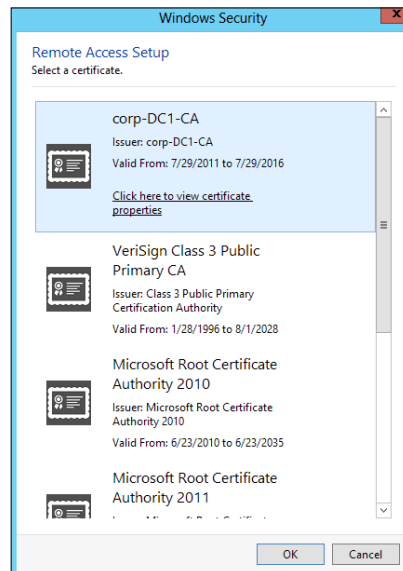 Windows Security
x
Remote Access Setup
Select a certificate.
corp-DC1-CA
Issuer: corp-DC1-CA
Valid From: 7/29/2011 to 7/29/2016
Click here to view certificate
properties
VeriSign Class 3 Public
Primary CA
Issuer: Class 3 Public Primary
Certification Authority
Valid From: 1/28/1996 to 8/1/2028
Microsoft Root Certificate
Authority 2010
Issuer: Microsoft Root Certificate
Authority 2010
Valid From: 6/23/2010 to 6/23/2035
Microsoft Root Certificate
Authority 2011
OK
Cancel